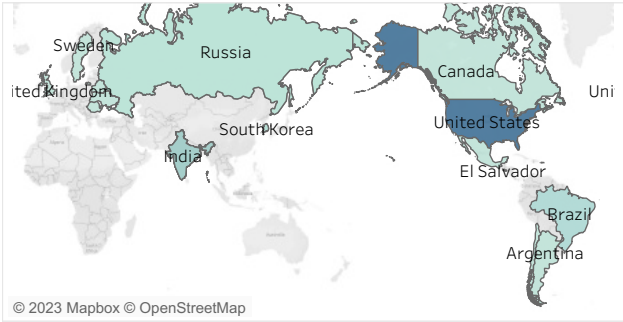 Sweden
Russia
Canada
ited Kingdom
Uni
United States
South Korea
India
El Salvador
Brazil
Argentina
© 2023 Mapbox © OpenStreetMap